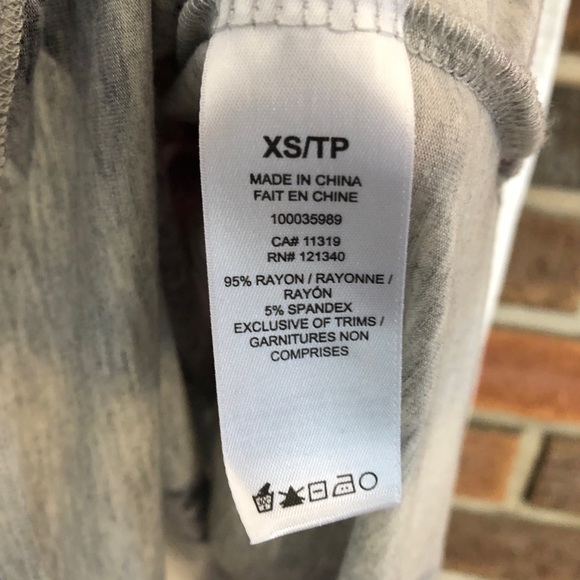 XS/TP
MADE IN CHINA
FAIT EN CHINE
100035989
CA# 11319
RN# 121340
95% RAYON / RAYONNE /
RAYÓN
5% SPANDEX
EXCLUSIVE OF TRIMS /
GARNITURES NON
COMPRISES